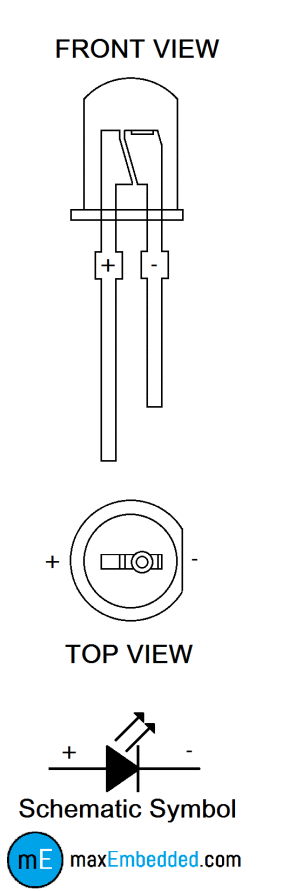 FRONT VIEW
+ -
+ -
TOP VIEW
+ -
Schematic Symbol
mE maxEmbedded.com